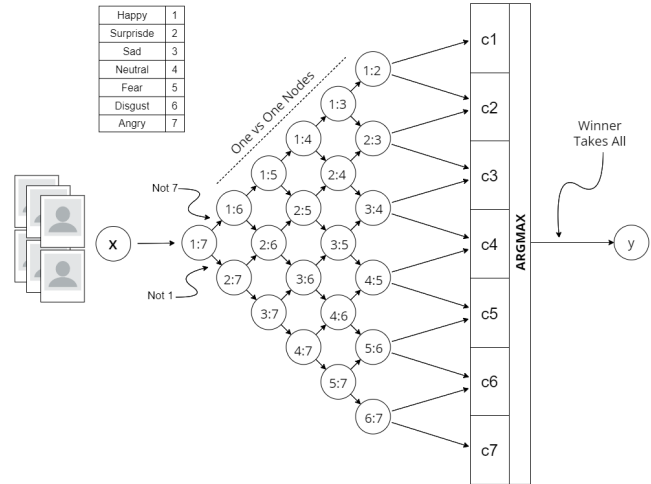 Happy 1
Surprisde 2
Sad 3
Neutral 4
Fear 5
Disgust 6
Angry 7
One vs One Nodes
Not 7
Not 1
X
1:7
1:6
2:7
1:5
2:6
3:7
1:4
2:5
3:6
4:7
1:3
2:4
3:5
4:6
5:7
1:2
2:3
3:4
4:5
5:6
6:7
c1
c2
c3
c4
c5
c6
c7
ARGMAX
Winner
Takes All
y